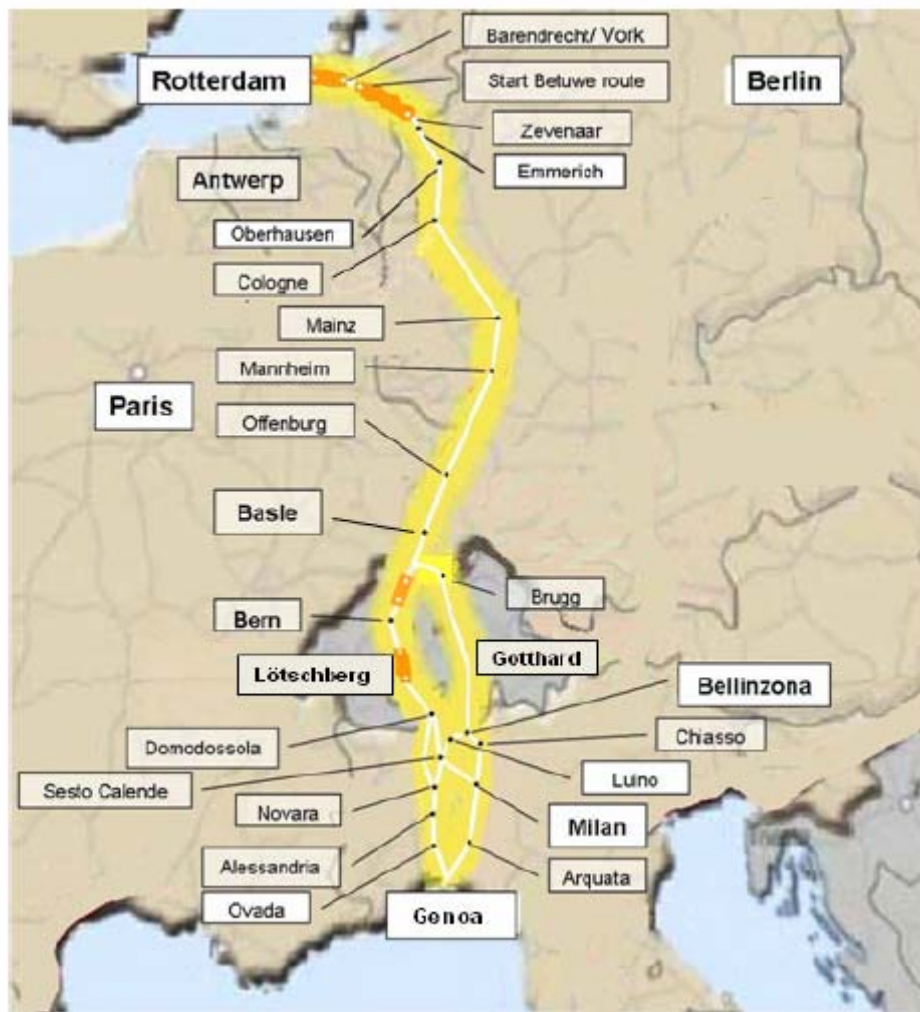 Barendrecht/ Vork
Rotterdam
Start Betuwe route
Berlin
Zevenaar
Emmerich
Antwerp
Oberhausen
Cologne
Mainz
Mannheim
Paris
Offenburg
Basle
Brugg
Bern
Gotthard
Lötschberg
Bellinzona
Domodossola
Chiasso
Luino
Sesto Calende
Novara
Milan
Alessandria
Arquata
Ovada
Genoa